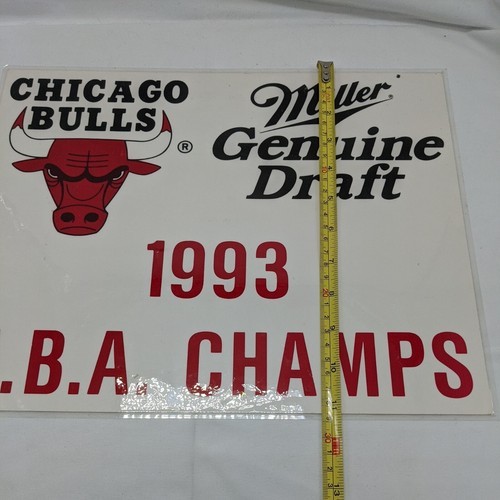 CHICAGO
BULLS
®
Miller
Genuine
Draft
1993
.B.A. CHAMPS